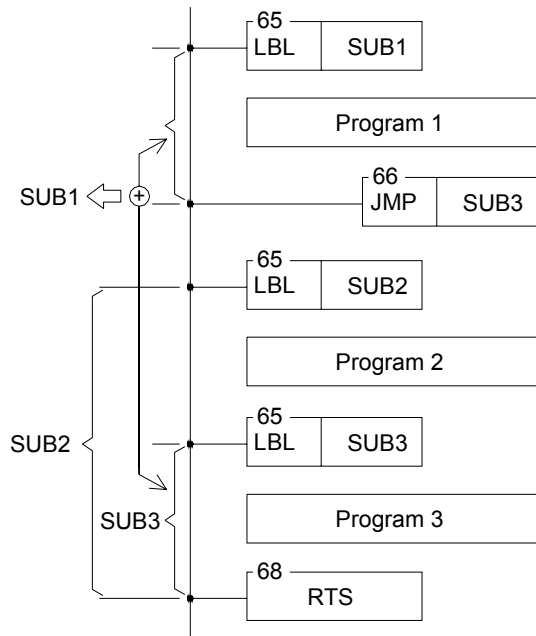 65
LBL SUB1
Program 1
66
SUB1 JMP SUB3
65
LBL SUB2
Program 2
65
SUB2 LBL SUB3
SUB3 Program 3
68
RTS